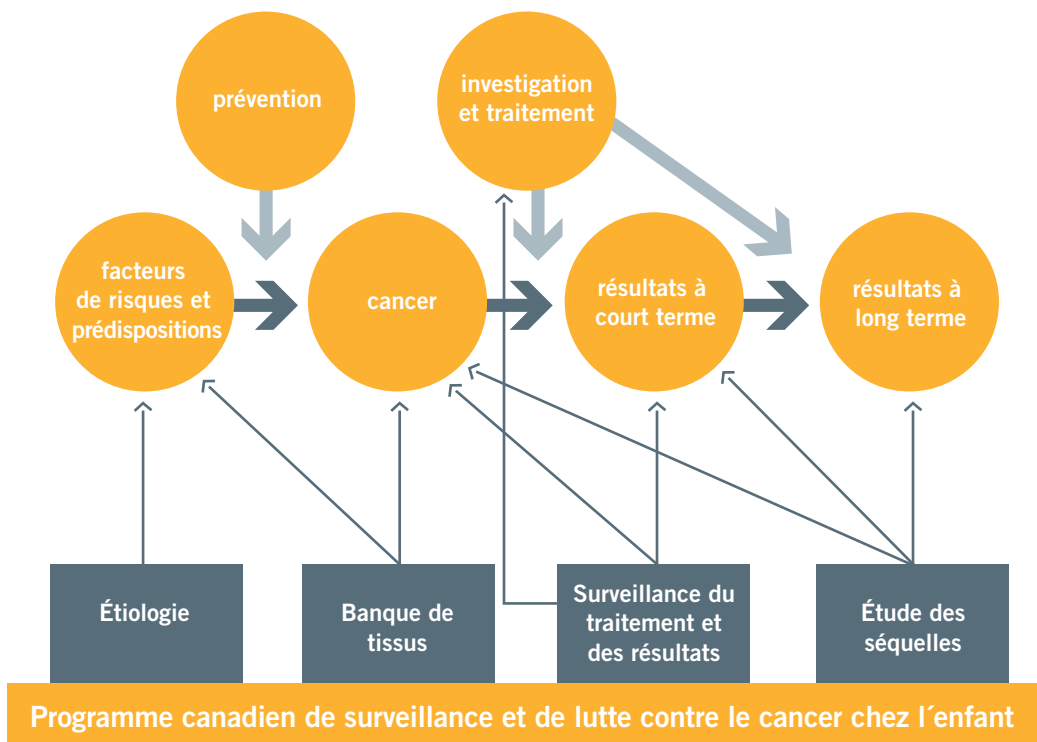 prévention
investigation
et traitement
facteurs
de risques et
prédispositions
cancer
résultats à
court terme
résultats à
long terme
Étiologie
Banque de
tissus
Surveillance du
traitement et
des résultats
Étude des
séquelles
Programme canadien de surveillance et de lutte contre le cancer chez l´enfant